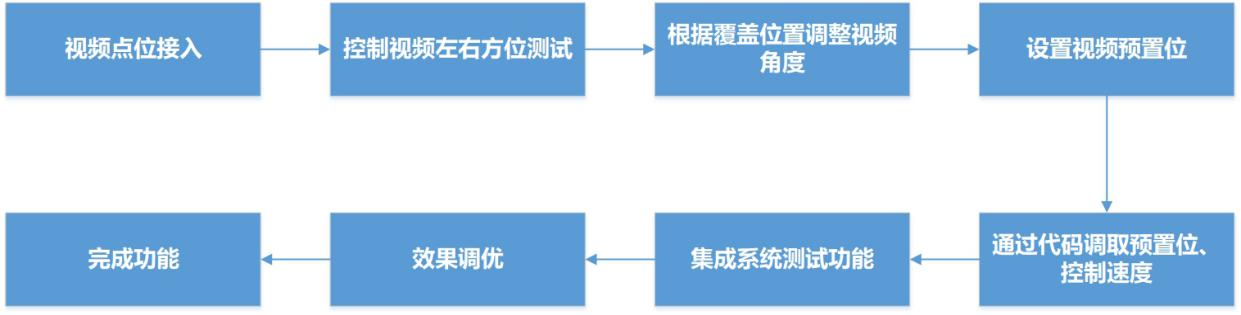 视频点位接入
控制视频左右方位测试
根据覆盖位置调整视频
角度
设置视频预置位
通过代码调取预置位、
控制速度
集成系统测试功能
效果调优
完成功能